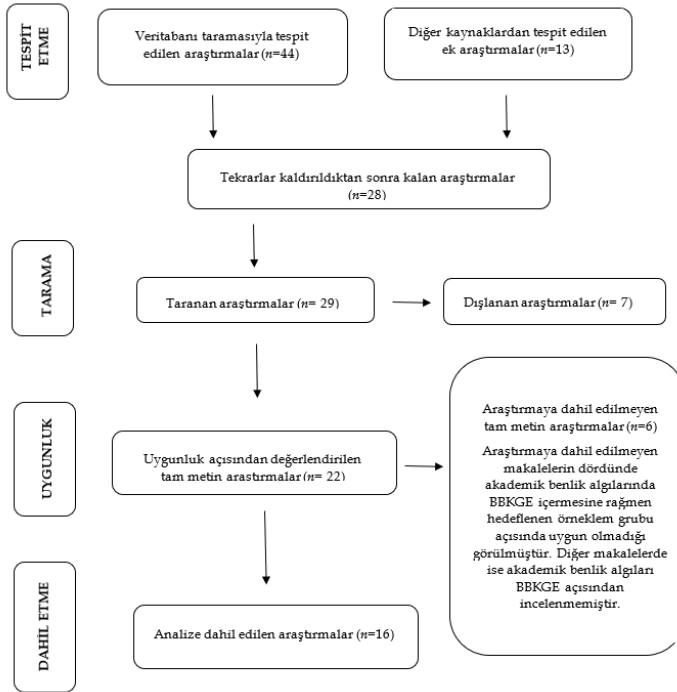 TESPİT
ETME
Veritabanı taramasıyla tespit
edilen araştırmalar (n=44)
Diğer kaynaklardan tespit edilen
ek araştırmalar (n=13)
Tekrarlar kaldırıldıktan sonra kalan araştırmalar
(n=28)
TARAMA
Taranan araştırmalar (n= 29)
Dışlanan araştırmalar (n= 7)
UYGUNLUK
Uygunluk açısından değerlendirilen
tam metin araştırmalar (n= 22)
Araştırmaya dahil edilmeyen
tam metin araştırmalar (n=6)
Araştırmaya dahil edilmeyen
makalelerin dördünde
akademik benlik algılarında
BBKGE içermesine rağmen
hedeflenen örneklem grubu
açısında uygun olmadığı
görülmüştür. Diğer makalelerde
ise akademik benlik algıları
BBKGE açısından
incelenmemiştir.
DAHİL ETME
Analize dahil edilen araştırmalar (n=16)